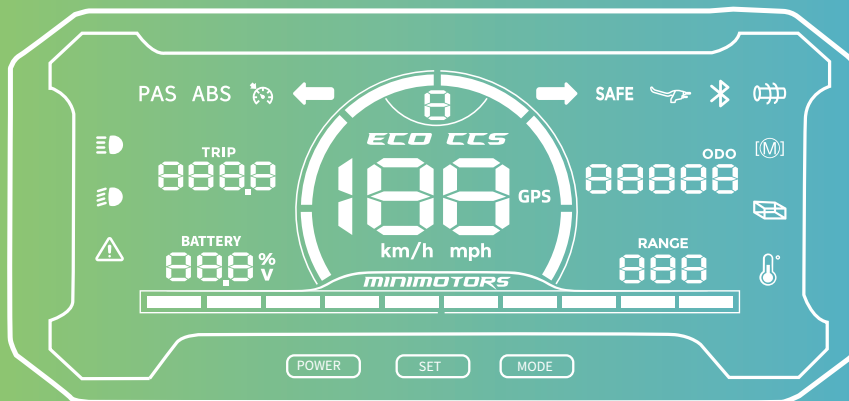 PAS ABS
SAFE
8
ECO CCS
TRIP
888.8
188
GPS
km/h mph
ODO
88888
[M]
BATTERY
88.8 % V
RANGE
888
MINIMOTORS
POWER
SET
MODE